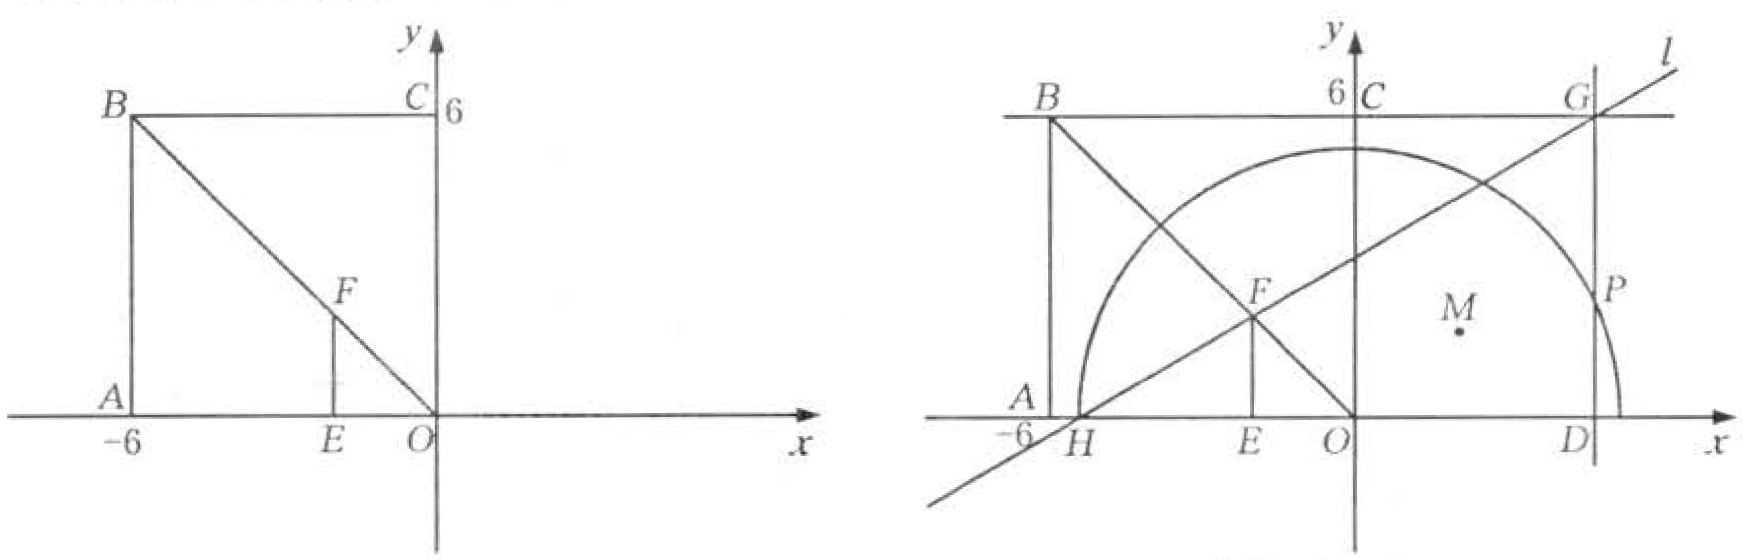 y
B C 6
F
A
-6 E O x
y l
B 6 C G
F M P
A
-6 H E O D x